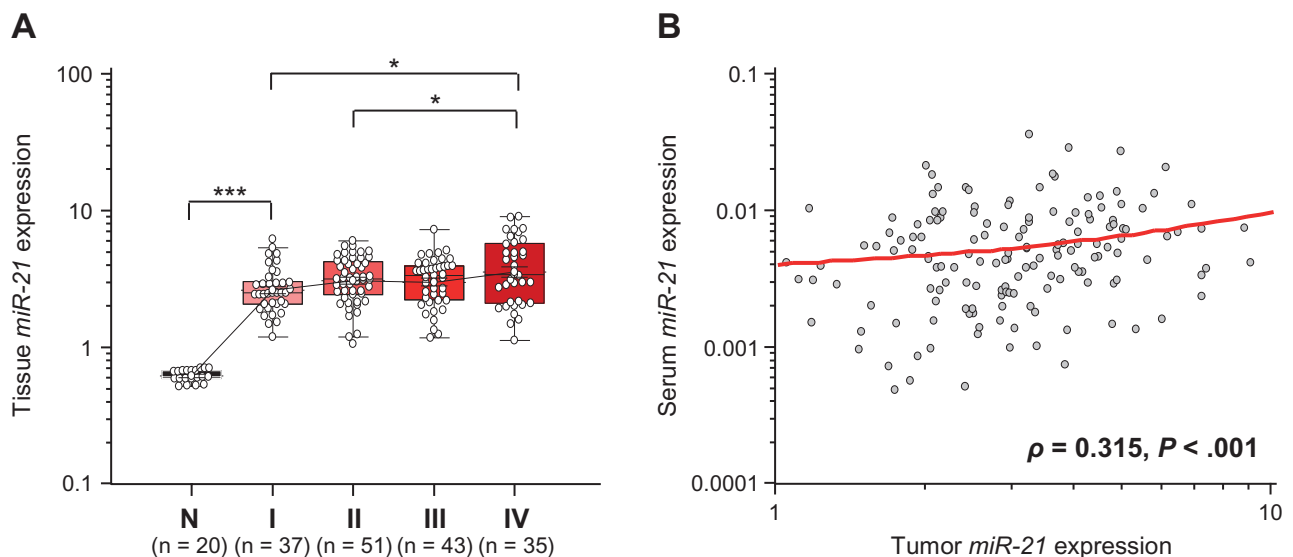 A
Tissue miR-21 expression
100
10
1
0.1
*
*
***
N I II III IV
(n = 20) (n = 37) (n = 51) (n = 43) (n = 35)
B
Serum miR-21 expression
0.1
0.01
0.001
0.0001
ρ = 0.315, P < .001
1 10
Tumor miR-21 expression